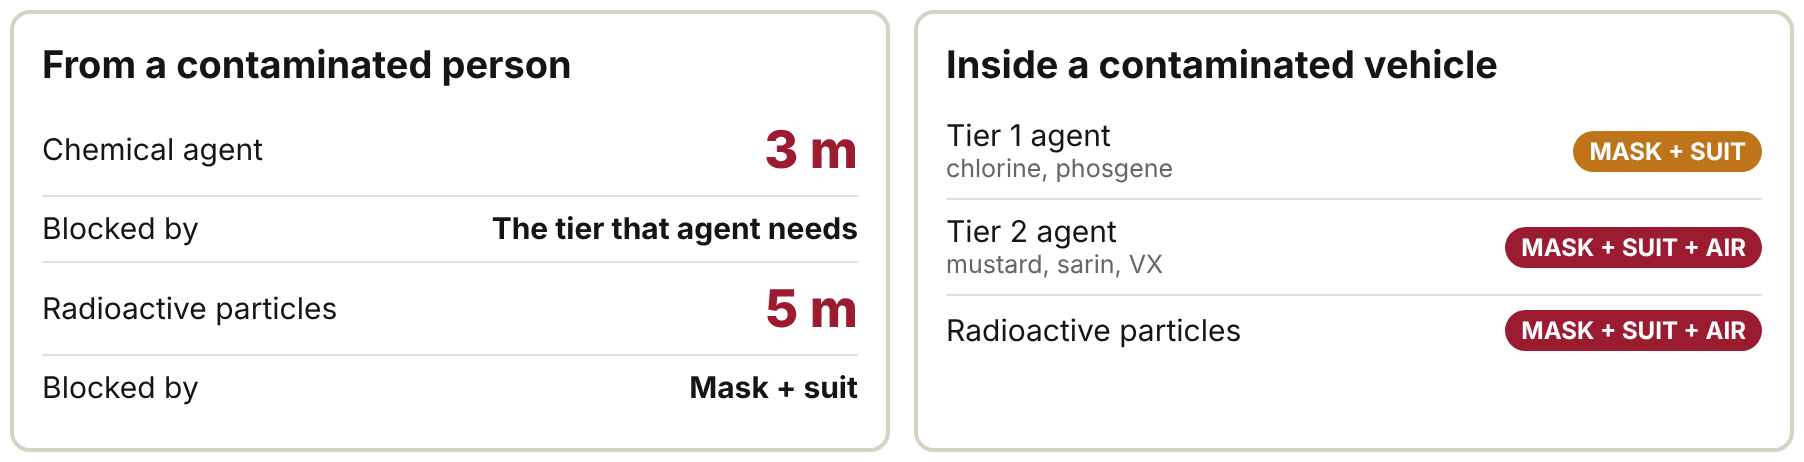 From a contaminated person
Chemical agent 3 m
Blocked by The tier that agent needs
Radioactive particles 5 m
Blocked by Mask + suit
Inside a contaminated vehicle
Tier 1 agent
chlorine, phosgene
MASK + SUIT
Tier 2 agent
mustard, sarin, VX
MASK + SUIT + AIR
Radioactive particles MASK + SUIT + AIR